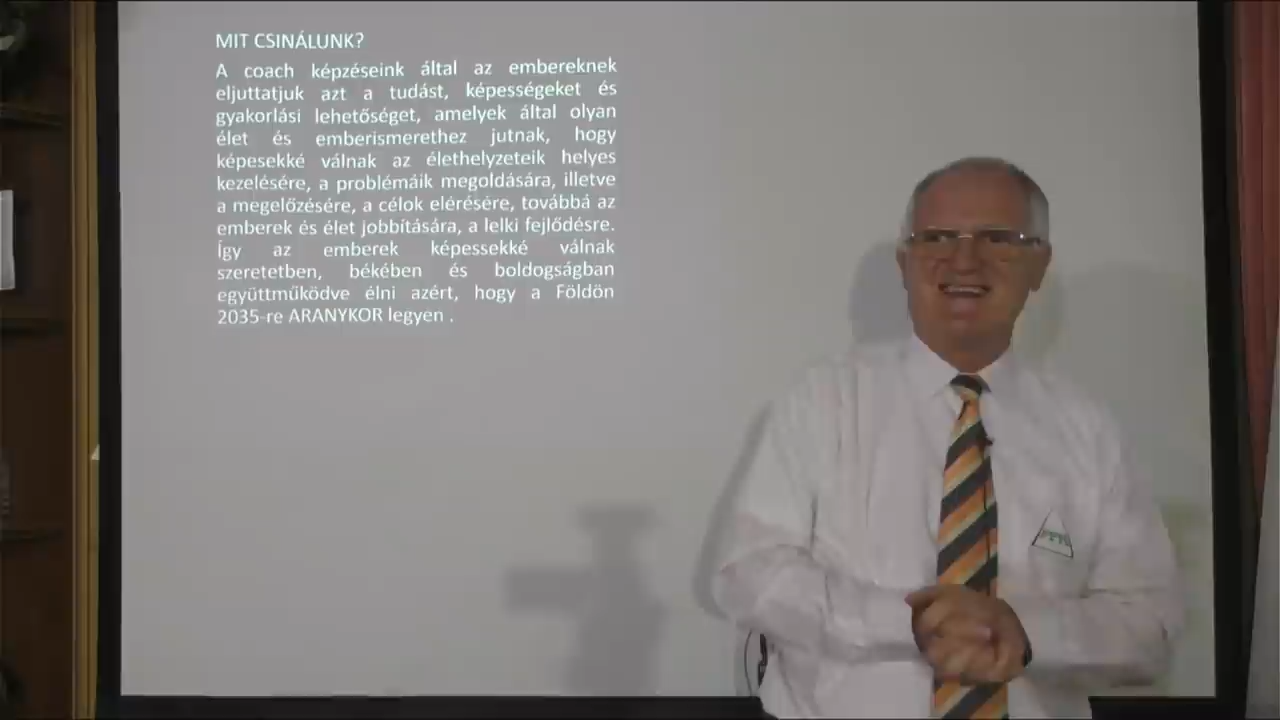 MIT CSINÁLUNK?
A coach képzéseink által az embereknek
eljuttatjuk azt a tudást, képességeket és
gyakorlási lehetőséget, amelyek által olyan
élet és emberismerethez jutnak, hogy
képesekké válnak az élethelyzeteik helyes
kezelésére, a problémáik megoldására, illetve
a megelőzésére, a célok elérésére, továbbá az
emberek és élet jobbítására, a lelki fejlődésre.
Így az emberek képessekké válnak
szeretetben, békében és boldogságban
együttműködve élni azért, hogy a Földön
2035-re ARANYKOR legyen .